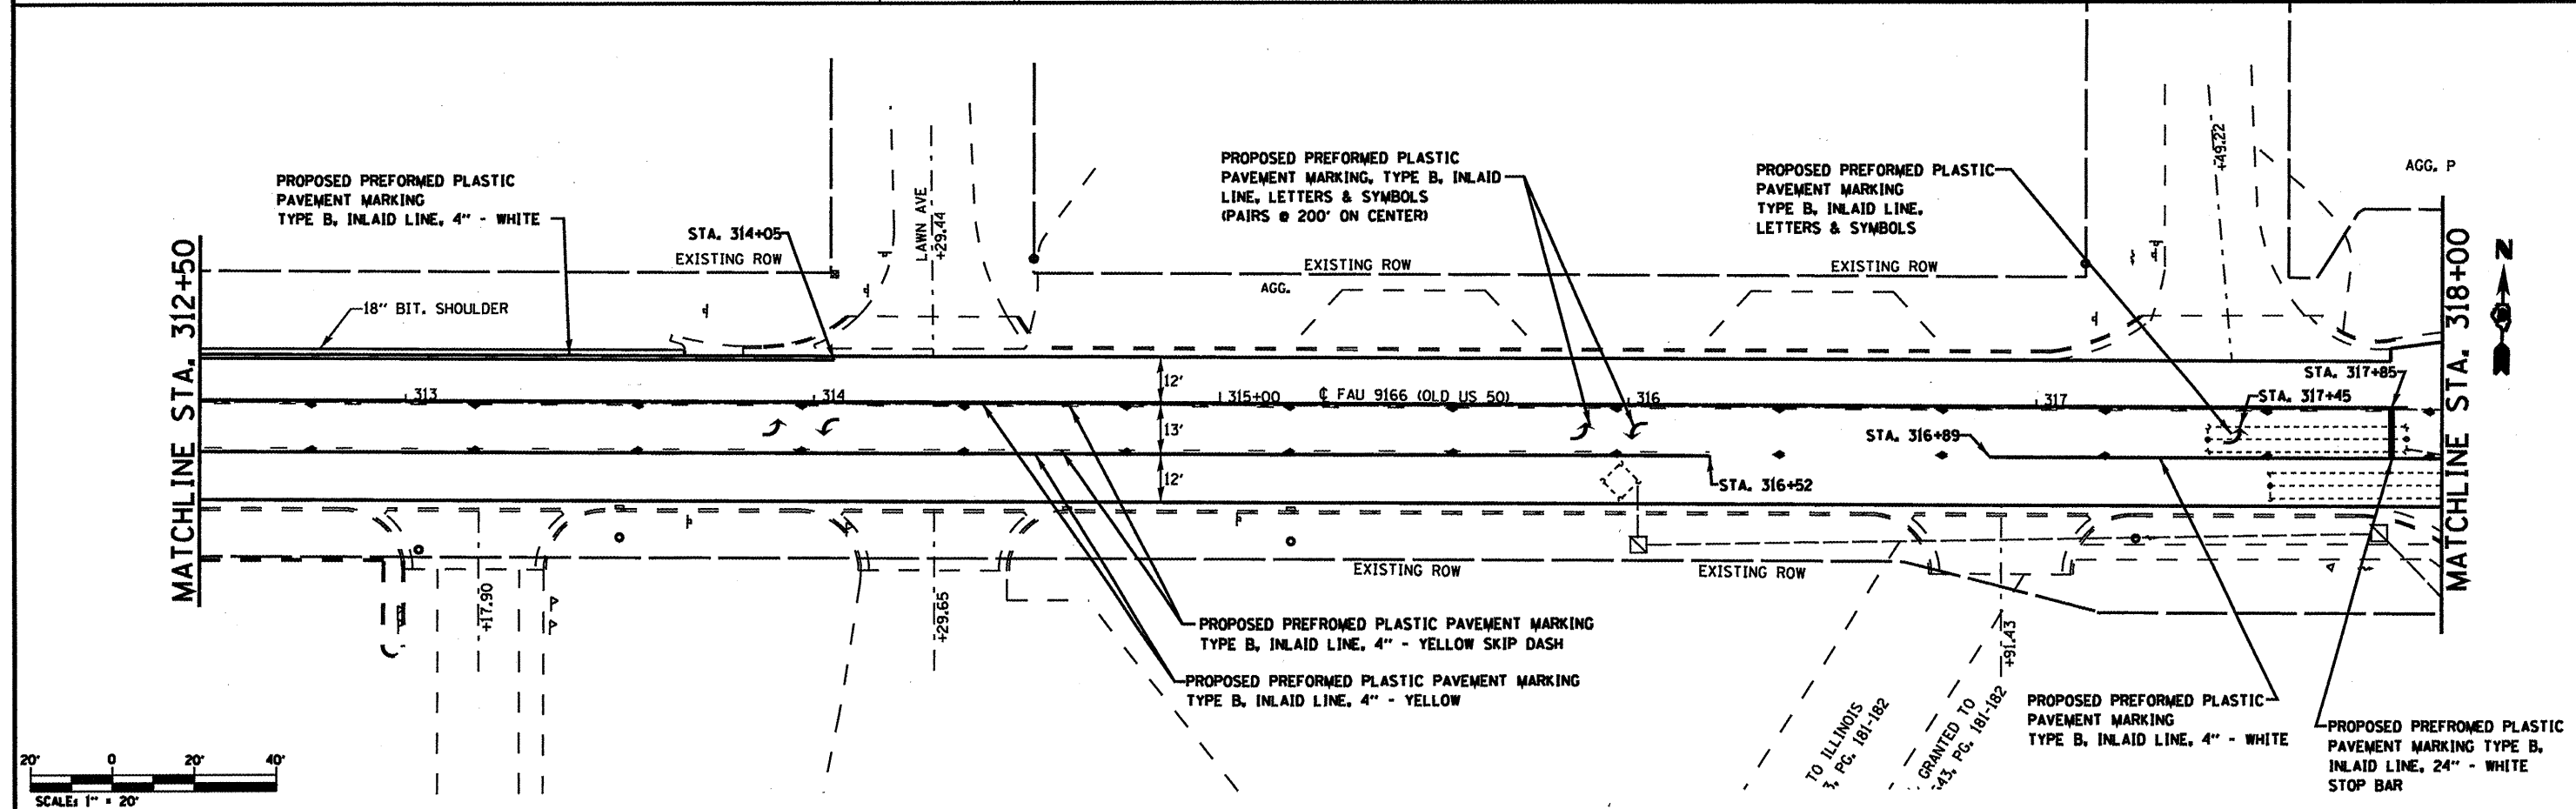 PROPOSED PREFORMED PLASTIC
PAVEMENT MARKING
TYPE B, INLAID LINE, 4" - WHITE
STA. 314+05
EXISTING ROW
18" BIT. SHOULDER
LAWN AVE
+29.44
PROPOSED PREFORMED PLASTIC
PAVEMENT MARKING, TYPE B, INLAID
LINE, LETTERS & SYMBOLS
(PAIRS @ 200' ON CENTER)
PROPOSED PREFORMED PLASTIC
PAVEMENT MARKING
TYPE B, INLAID LINE,
LETTERS & SYMBOLS
+49.22
AGG. P
EXISTING ROW
AGG.
EXISTING ROW
N
MATCHLINE STA. 312+50
MATCHLINE STA. 318+00
313
314
12'
13'
12'
315+00
℄ FAU 9166 (OLD US 50)
316
317
STA. 317+85
STA. 317+45
STA. 316+89
STA. 316+52
+17.90
+29.65
EXISTING ROW
EXISTING ROW
+91.43
PROPOSED PREFROMED PLASTIC PAVEMENT MARKING
TYPE B, INLAID LINE, 4" - YELLOW SKIP DASH
PROPOSED PREFORMED PLASTIC PAVEMENT MARKING
TYPE B, INLAID LINE, 4" - YELLOW
TO ILLINOIS
3, PG. 181-182
GRANTED TO
43, PG. 181-182
PROPOSED PREFORMED PLASTIC
PAVEMENT MARKING
TYPE B, INLAID LINE, 4" - WHITE
PROPOSED PREFROMED PLASTIC
PAVEMENT MARKING TYPE B,
INLAID LINE, 24" - WHITE
STOP BAR
20' 0 20' 40'
SCALE: 1" = 20'